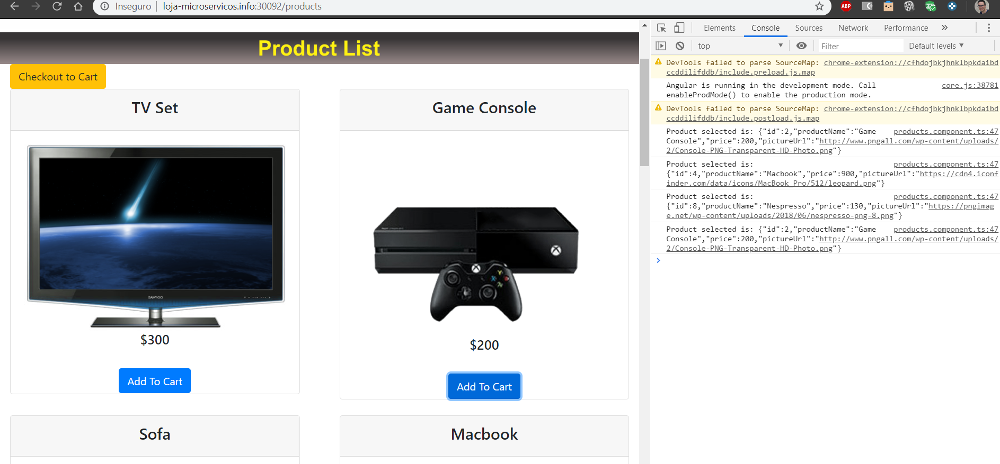 Inseguro | loja-microservicos.info:30092/products
ABP
Product List
Checkout to Cart
TV Set
SAMYGO
$300
Add To Cart
Game Console
$200
Add To Cart
Sofa
Macbook
Elements Console Sources Network Performance »
top Filter Default levels
DevTools failed to parse SourceMap: chrome-extension://cfhdojbkjhnklbpkdaibd
ccddilifddb/include.preload.js.map
Angular is running in the development mode. Call core.js:38781
enableProdMode() to enable the production mode.
DevTools failed to parse SourceMap: chrome-extension://cfhdojbkjhnklbpkdaibd
ccddilifddb/include.postload.js.map
Product selected is: {"id":2,"productName":"Game products.component.ts:47
Console","price":200,"pictureUrl":"http://www.pngall.com/wp-content/uploads/
2/Console-PNG-Transparent-HD-Photo.png"}
Product selected is: products.component.ts:47
{"id":4,"productName":"Macbook","price":900,"pictureUrl":"https://cdn4.iconf
inder.com/data/icons/MacBook_Pro/512/leopard.png"}
Product selected is: products.component.ts:47
{"id":8,"productName":"Nespresso","price":130,"pictureUrl":"https://pngimag
e.net/wp-content/uploads/2018/06/nespresso-png-8.png"}
Product selected is: {"id":2,"productName":"Game products.component.ts:47
Console","price":200,"pictureUrl":"http://www.pngall.com/wp-content/uploads/
2/Console-PNG-Transparent-HD-Photo.png"}